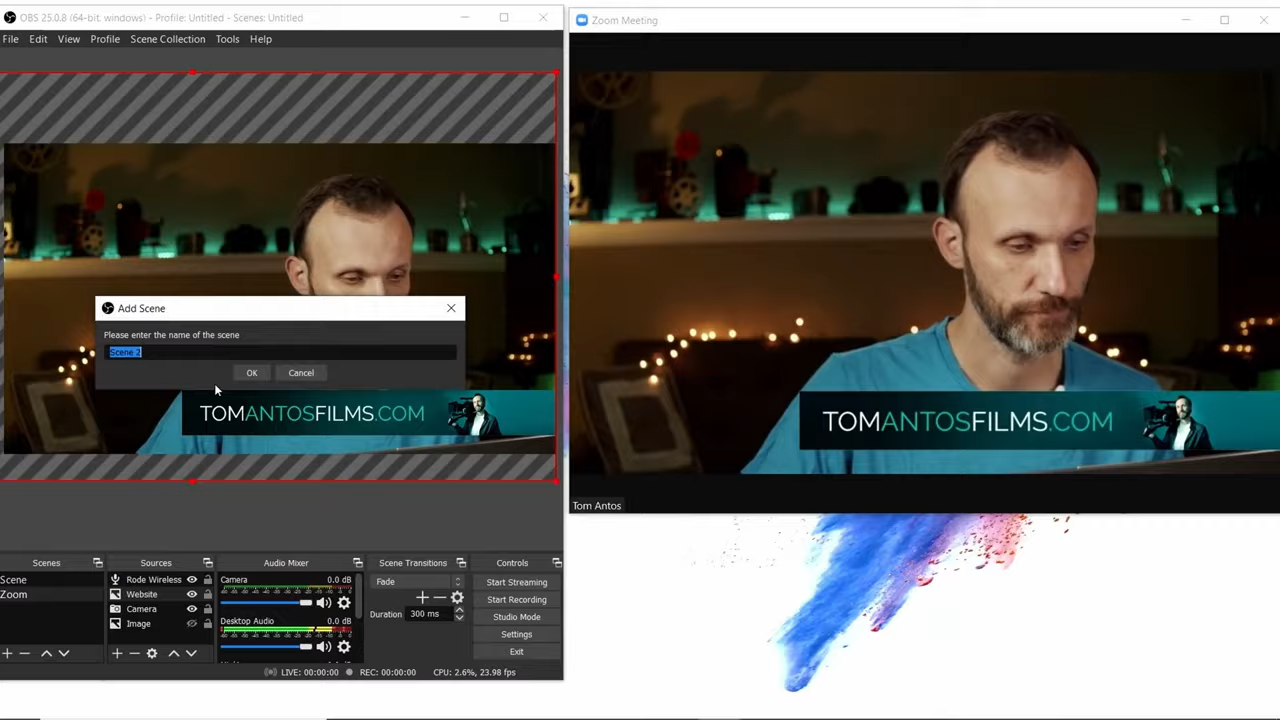 OBS 25.0.8 (64-bit, windows) - Profile: Untitled - Scenes: Untitled
File Edit View Profile Scene Collection Tools Help
Add Scene
Please enter the name of the scene
Scene 2
OK Cancel
TOMANTOSFILMS.COM
Scenes
Scene
Zoom
Sources
Rode Wireless
Website
Camera
Image
Audio Mixer
Camera 0.0 dB
Desktop Audio 0.0 dB
Scene Transitions
Fade
Duration 300 ms
Controls
Start Streaming
Start Recording
Studio Mode
Settings
Exit
LIVE: 00:00:00 REC: 00:00:00 CPU: 2.6%, 23.98 fps
Zoom Meeting
TOMANTOSFILMS.COM
Tom Antos